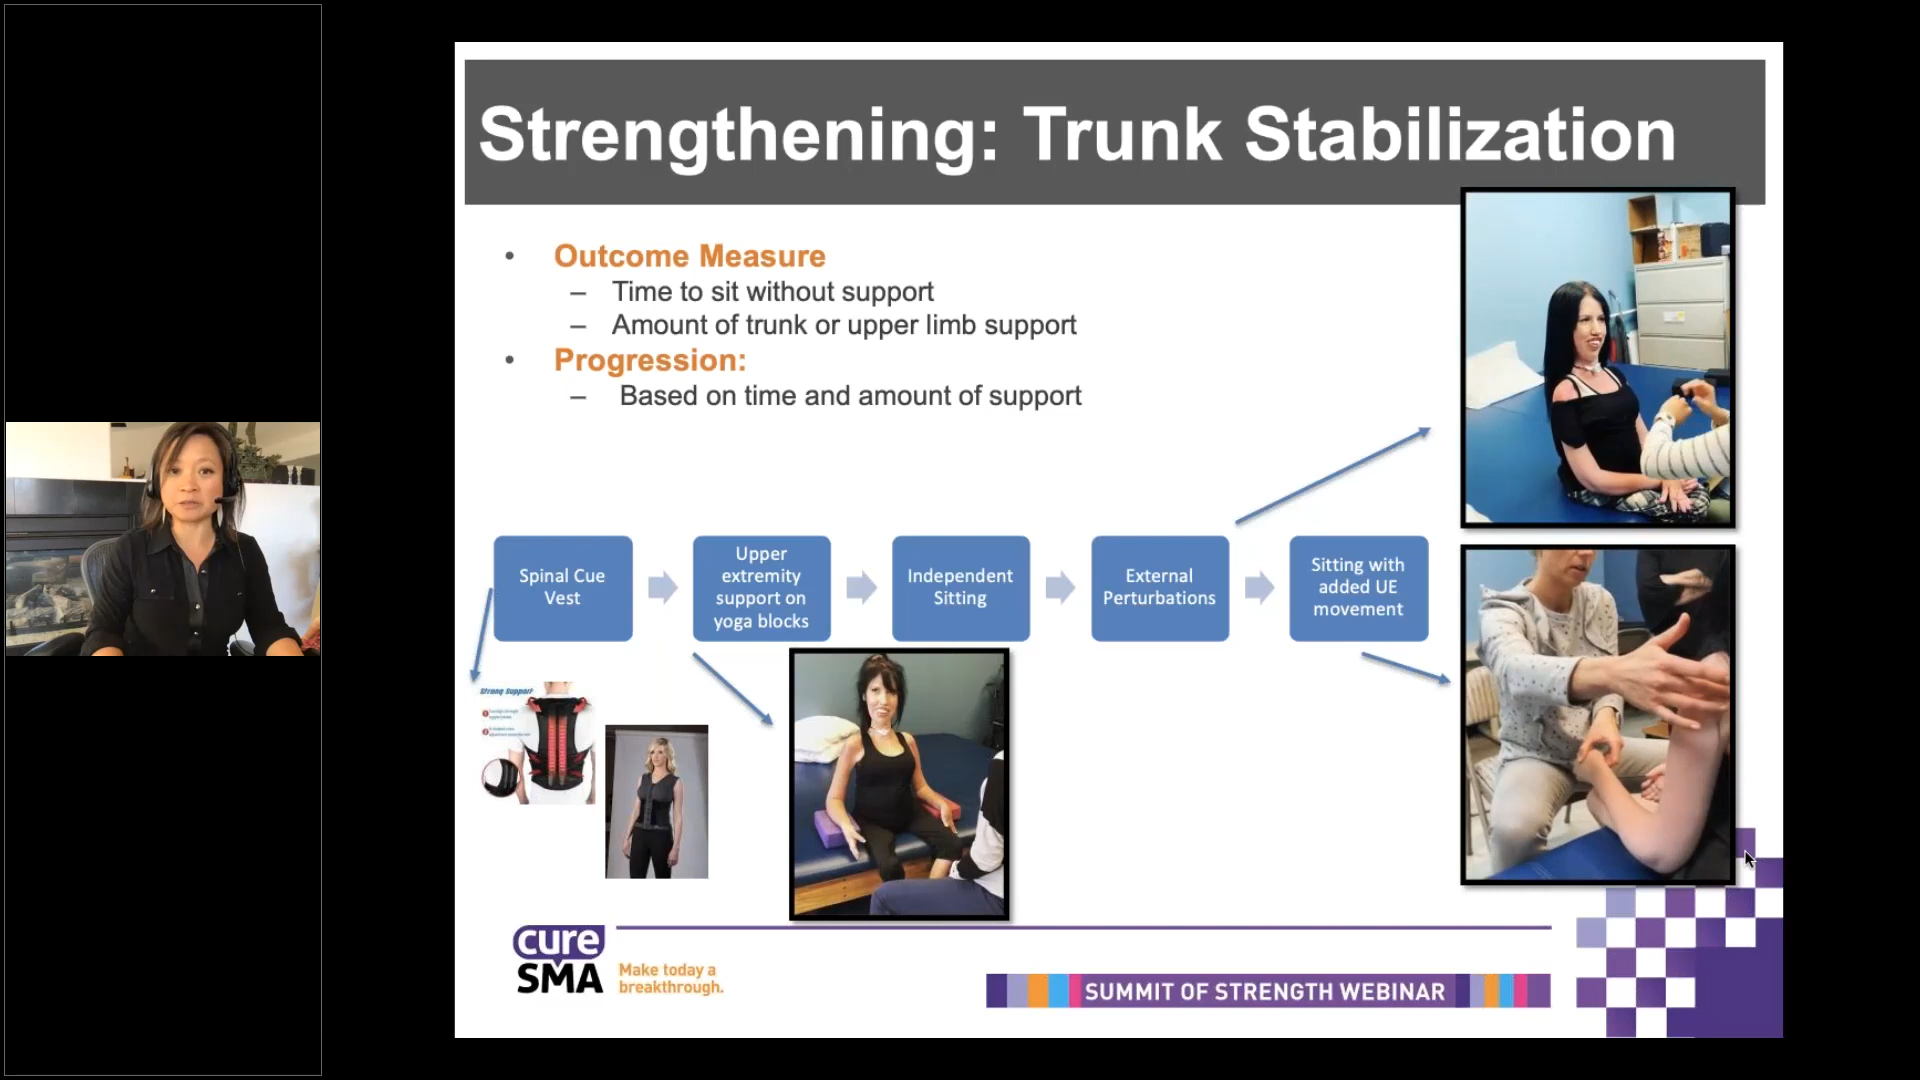 Strengthening: Trunk Stabilization
• Outcome Measure
– Time to sit without support
– Amount of trunk or upper limb support
• Progression:
– Based on time and amount of support
Spinal Cue
Vest
Upper
extremity
support on
yoga blocks
Independent
Sitting
External
Perturbations
Sitting with
added UE
movement
Strong Support
cure
SMA
Make today a
breakthrough.
SUMMIT OF STRENGTH WEBINAR